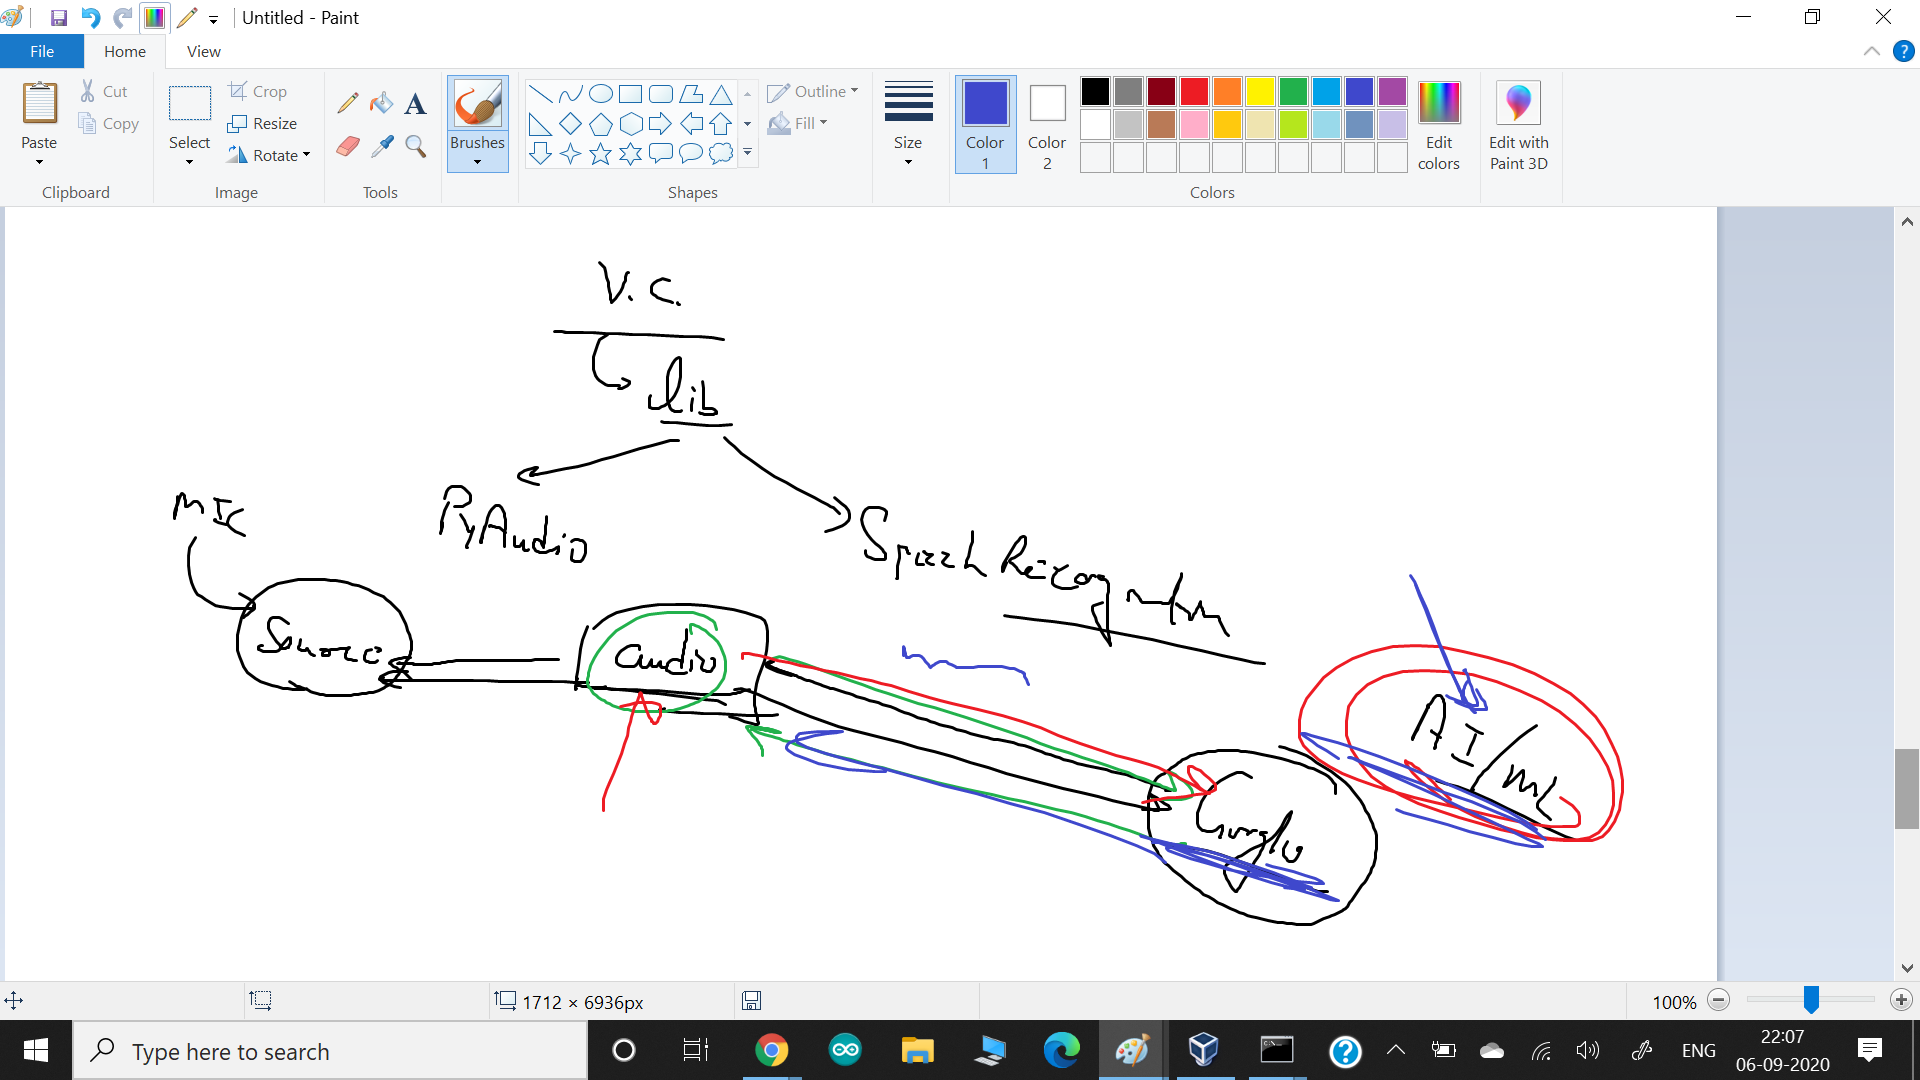 Untitled - Paint
File Home View
Paste
Cut
Copy
Clipboard
Select
Crop
Resize
Rotate
Image
Tools
Brushes
Shapes
Outline
Fill
Size
Color 1
Color 2
Colors
Edit colors
Edit with Paint 3D
V.C.
lib
MIC
PyAudio
Speech Recognition
Source
audio
AI/ML
Google
1712 × 6936px
100%
Type here to search
ENG
22:07
06-09-2020